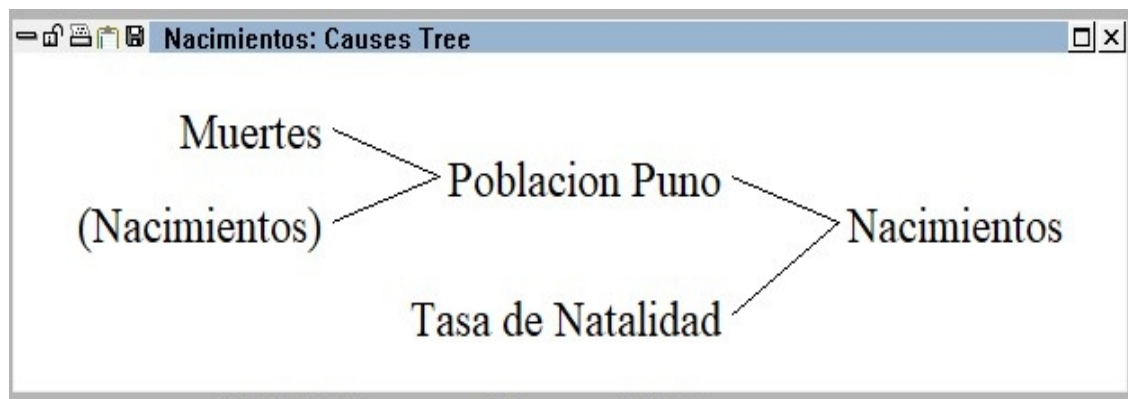 Nacimientos: Causes Tree
Muertes
Poblacion Puno
(Nacimientos)
Nacimientos
Tasa de Natalidad